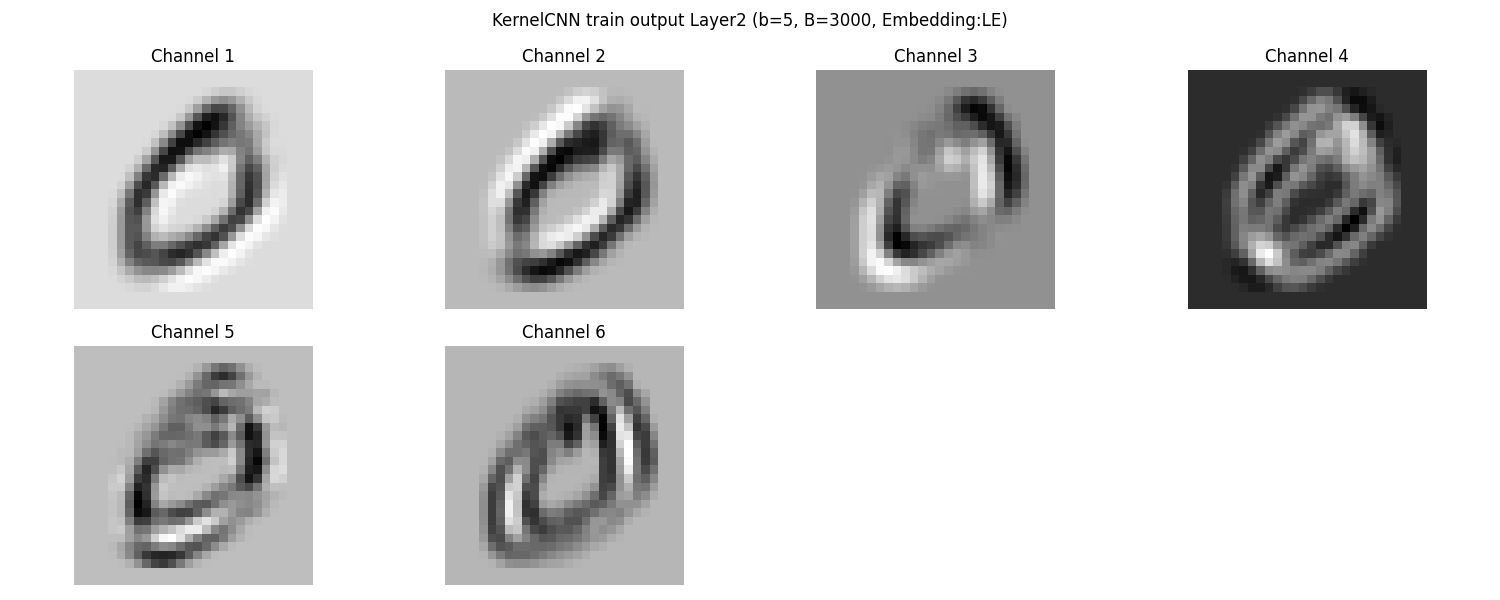 KernelCNN train output Layer2 (b=5, B=3000, Embedding:LE)
Channel 1
Channel 2
Channel 3
Channel 4
Channel 5
Channel 6